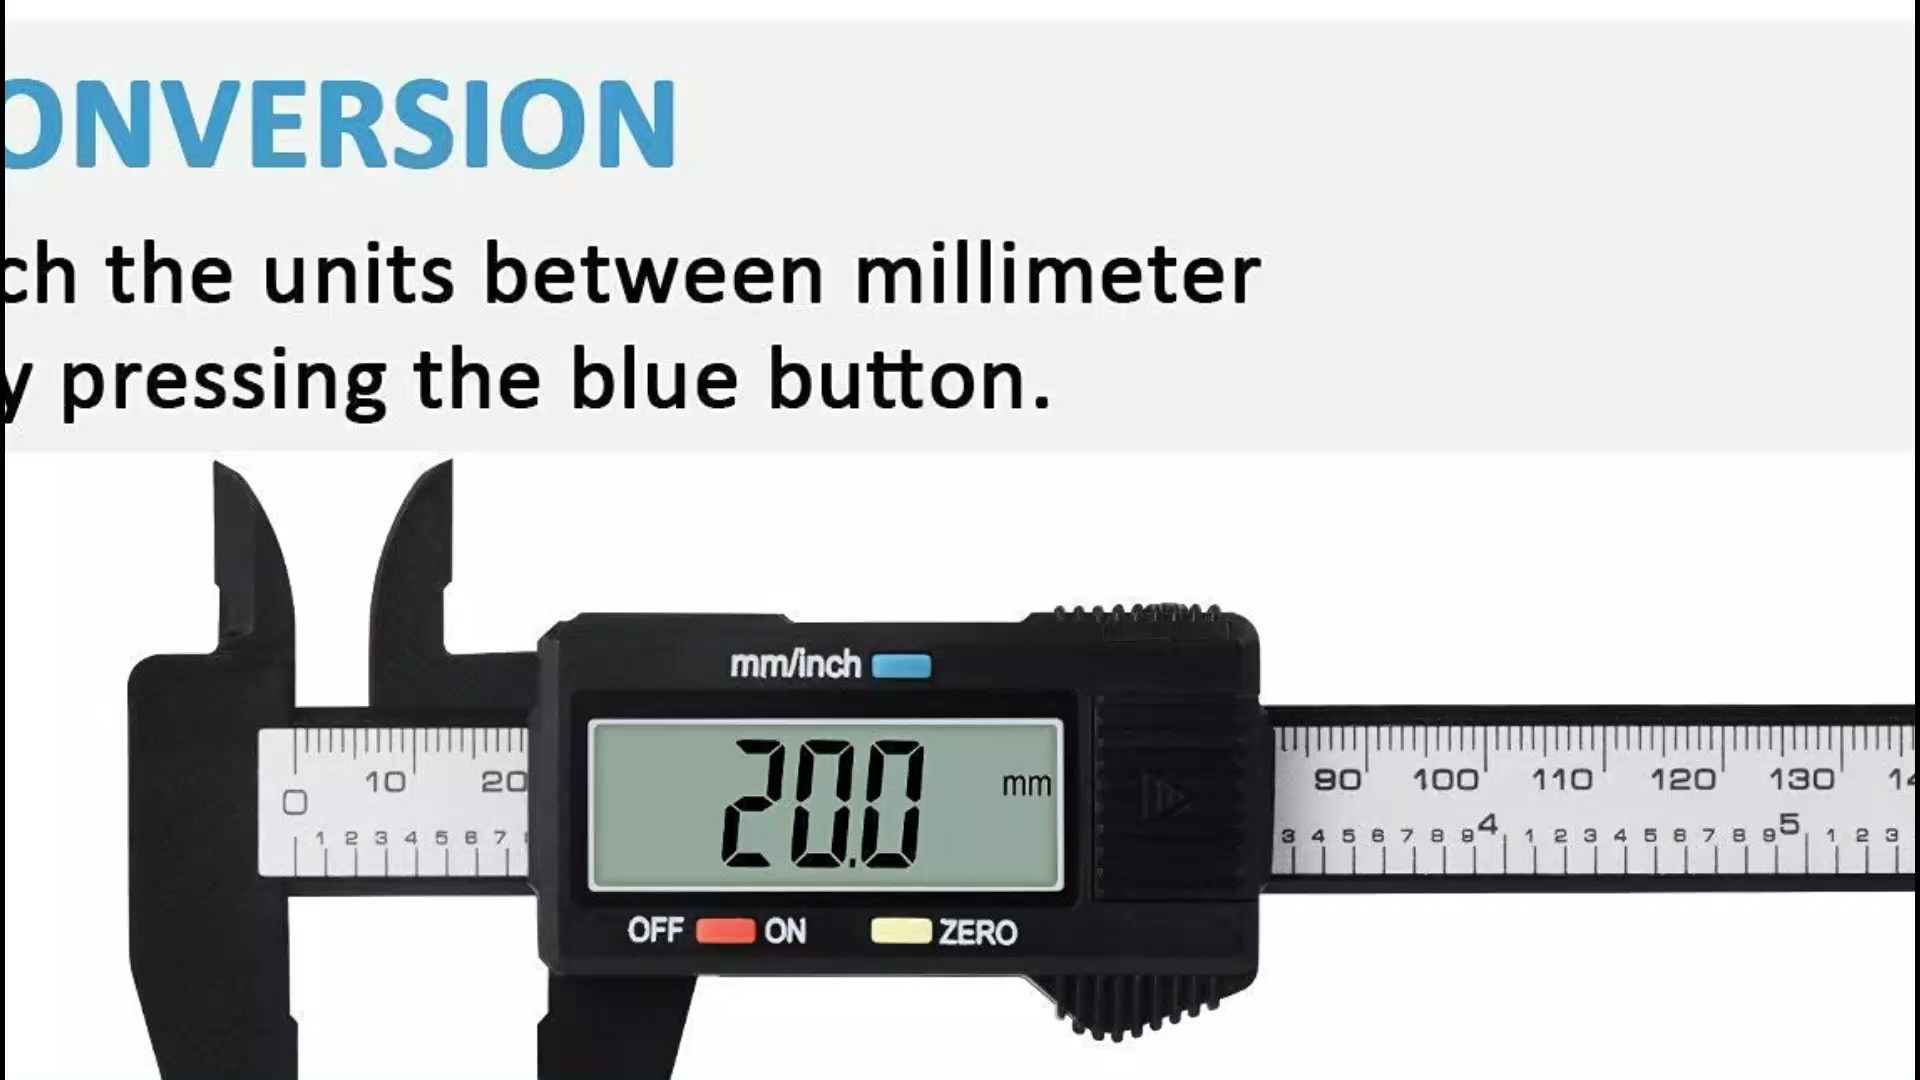 ONVERSION
ch the units between millimeter
y pressing the blue button.
mm/inch
20.0 mm
OFF ON ZERO
0 10 20
1 2 3 4 5 6 7
90 100 110 120 130
3 4 5 6 7 8 9 4 1 2 3 4 5 6 7 8 9 5 1 2 3